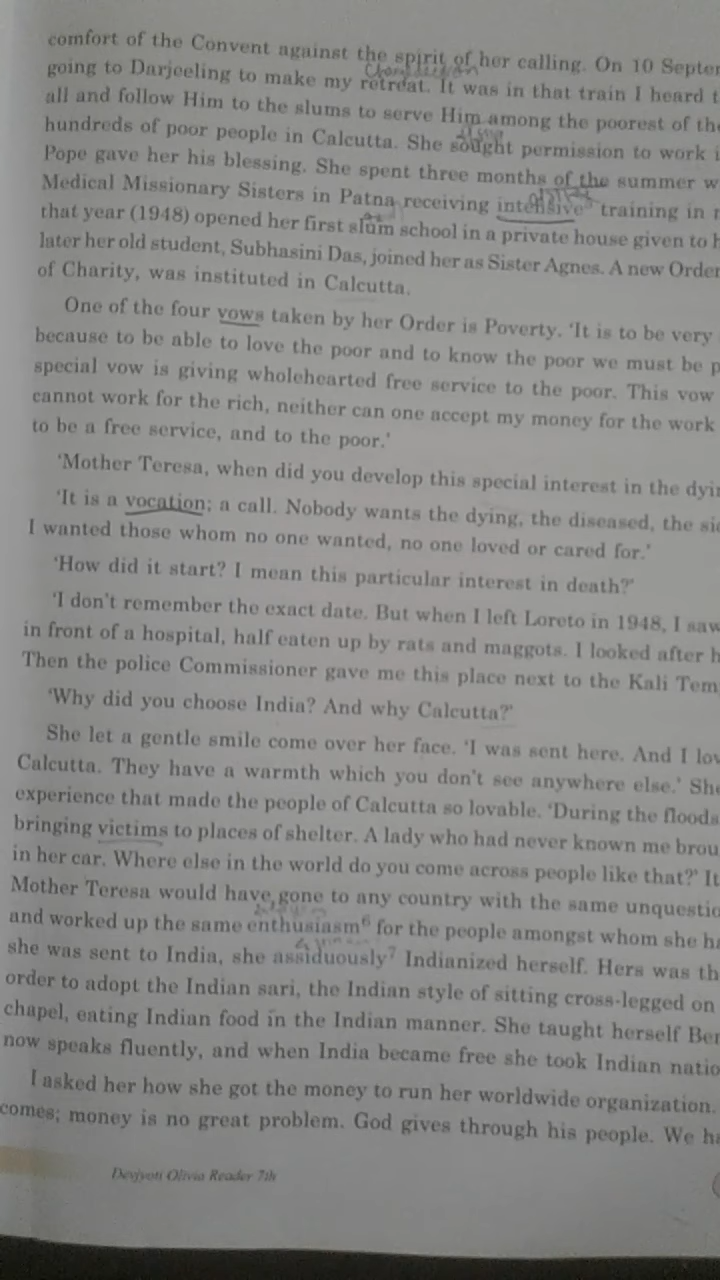 comfort of the Convent against the spirit of her calling. On 10
going to Darjeeling to make my retreat. It was in that train I heard
all and follow Him to the slums to serve Him among the poorest of
hundreds of poor people in Calcutta. She sought permission to work
Pope gave her his blessing. She spent three months of the summer
Medical Missionary Sisters in Patna receiving intensive⁵ training in
that year (1948) opened her first slum school in a private house given to
later her old student, Subhasini Das, joined her as Sister Agnes. A new Order
of Charity, was instituted in Calcutta.
One of the four vows taken by her Order is Poverty. 'It is to be very
because to be able to love the poor and to know the poor we must be
special vow is giving wholehearted free service to the poor. This vow
cannot work for the rich, neither can one accept my money for the work
to be a free service, and to the poor.'
'Mother Teresa, when did you develop this special interest in the
'It is a vocation; a call. Nobody wants the dying, the diseased, the
I wanted those whom no one wanted, no one loved or cared for.'
'How did it start? I mean this particular interest in death?'
'I don't remember the exact date. But when I left Loreto in 1948, I saw
in front of a hospital, half eaten up by rats and maggots. I looked after
Then the police Commissioner gave me this place next to the Kali
'Why did you choose India? And why Calcutta?'
She let a gentle smile come over her face. 'I was sent here. And I
Calcutta. They have a warmth which you don't see anywhere else.'
experience that made the people of Calcutta so lovable. 'During the floods
bringing victims to places of shelter. A lady who had never known me
in her car. Where else in the world do you come across people like that?' It
Mother Teresa would have gone to any country with the same
and worked up the same enthusiasm⁶ for the people amongst whom she
she was sent to India, she assiduously⁷ Indianized herself. Hers was
order to adopt the Indian sari, the Indian style of sitting cross-legged on
chapel, eating Indian food in the Indian manner. She taught herself
now speaks fluently, and when India became free she took Indian
I asked her how she got the money to run her worldwide organization.
comes; money is no great problem. God gives through his people. We
Devjyoti Olivia Reader 7th